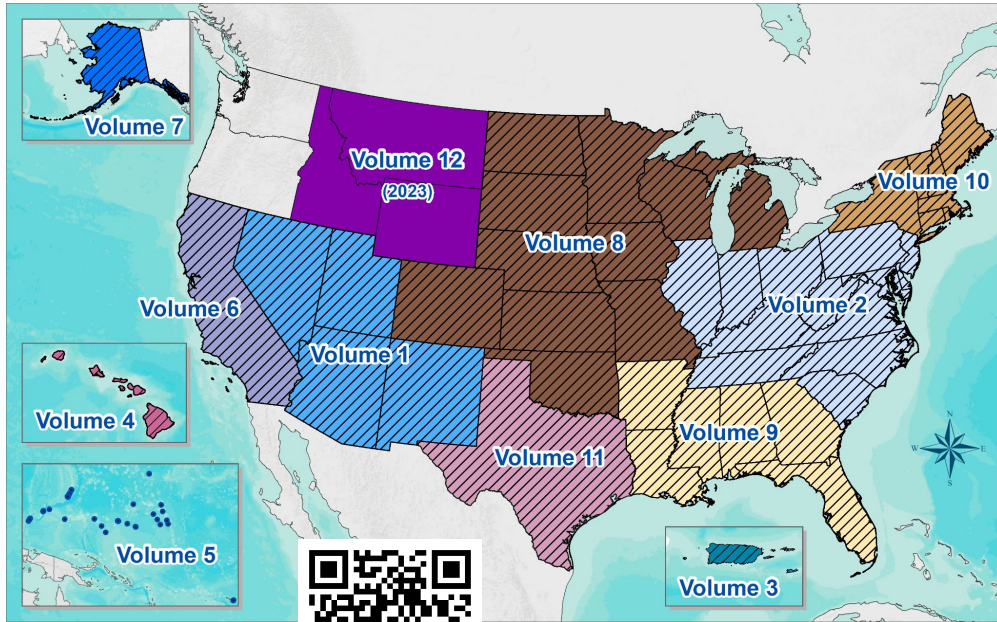 Volume 7
Volume 12
(2023)
Volume 10
Volume 8
Volume 6
Volume 2
Volume 1
Volume 4
Volume 9
Volume 11
N
W
E
S
Volume 5
Volume 3